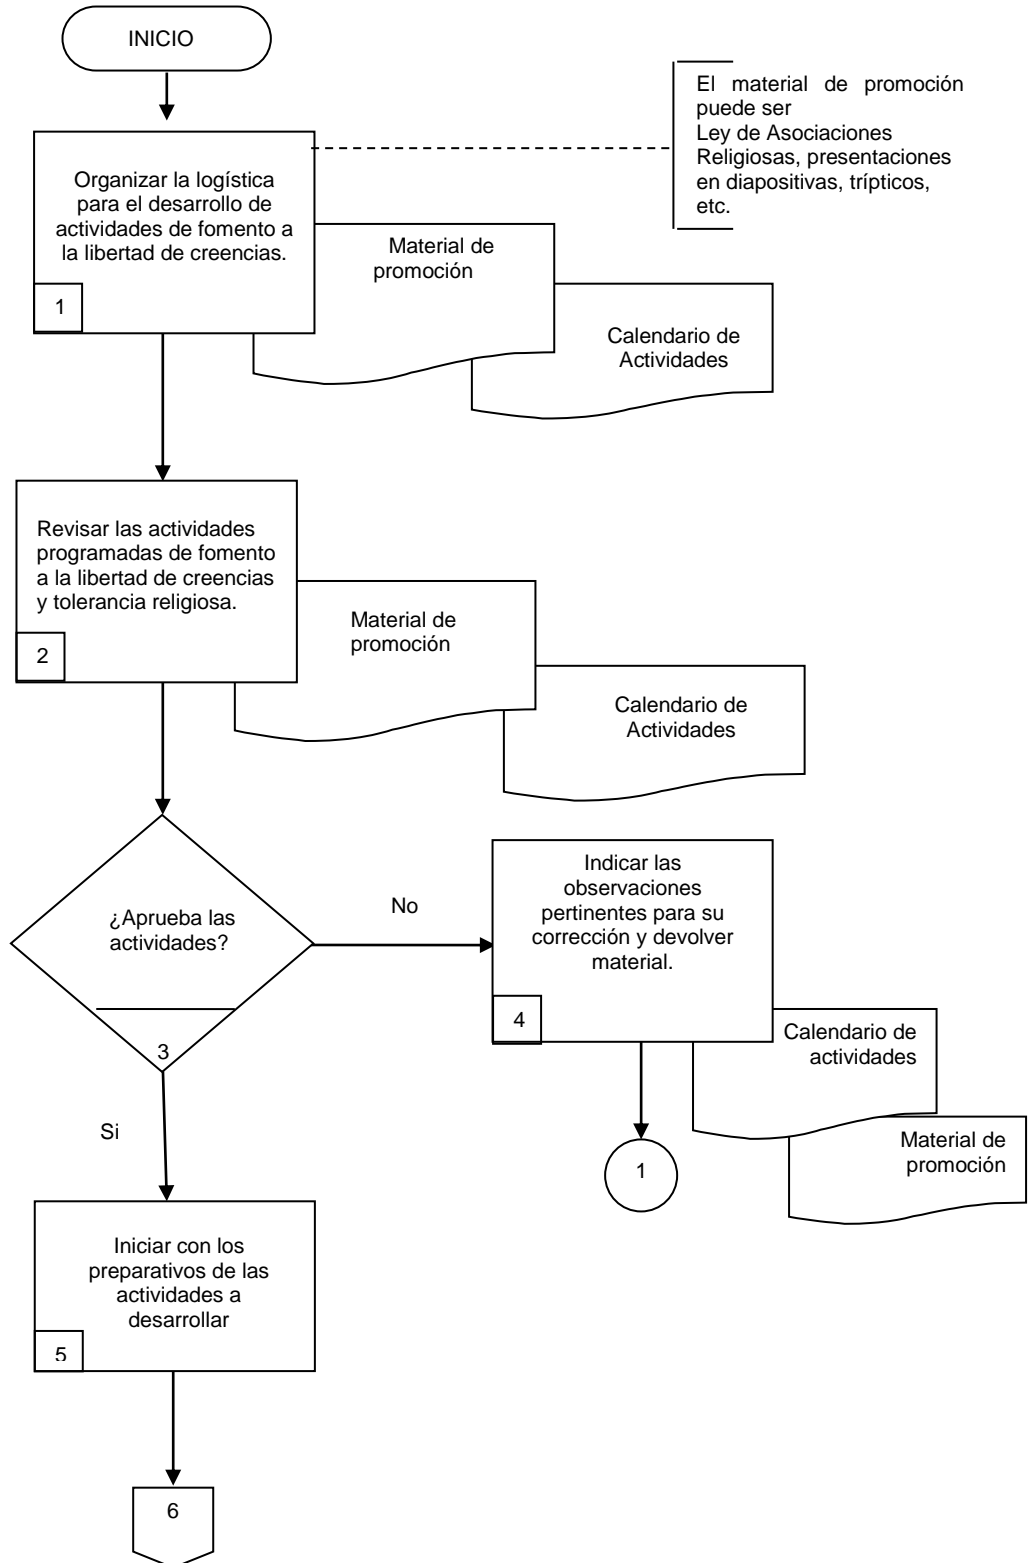 INICIO
El material de promoción
puede ser
Ley de Asociaciones
Religiosas, presentaciones
en diapositivas, trípticos,
etc.
Organizar la logística
para el desarrollo de
actividades de fomento a
la libertad de creencias.
1
Material de
promoción
Calendario de
Actividades
Revisar las actividades
programadas de fomento
a la libertad de creencias
y tolerancia religiosa.
2
Material de
promoción
Calendario de
Actividades
¿Aprueba las
actividades?
3
No
Indicar las
observaciones
pertinentes para su
corrección y devolver
material.
4
Calendario de
actividades
Material de
promoción
1
Si
Iniciar con los
preparativos de las
actividades a
desarrollar
5
6